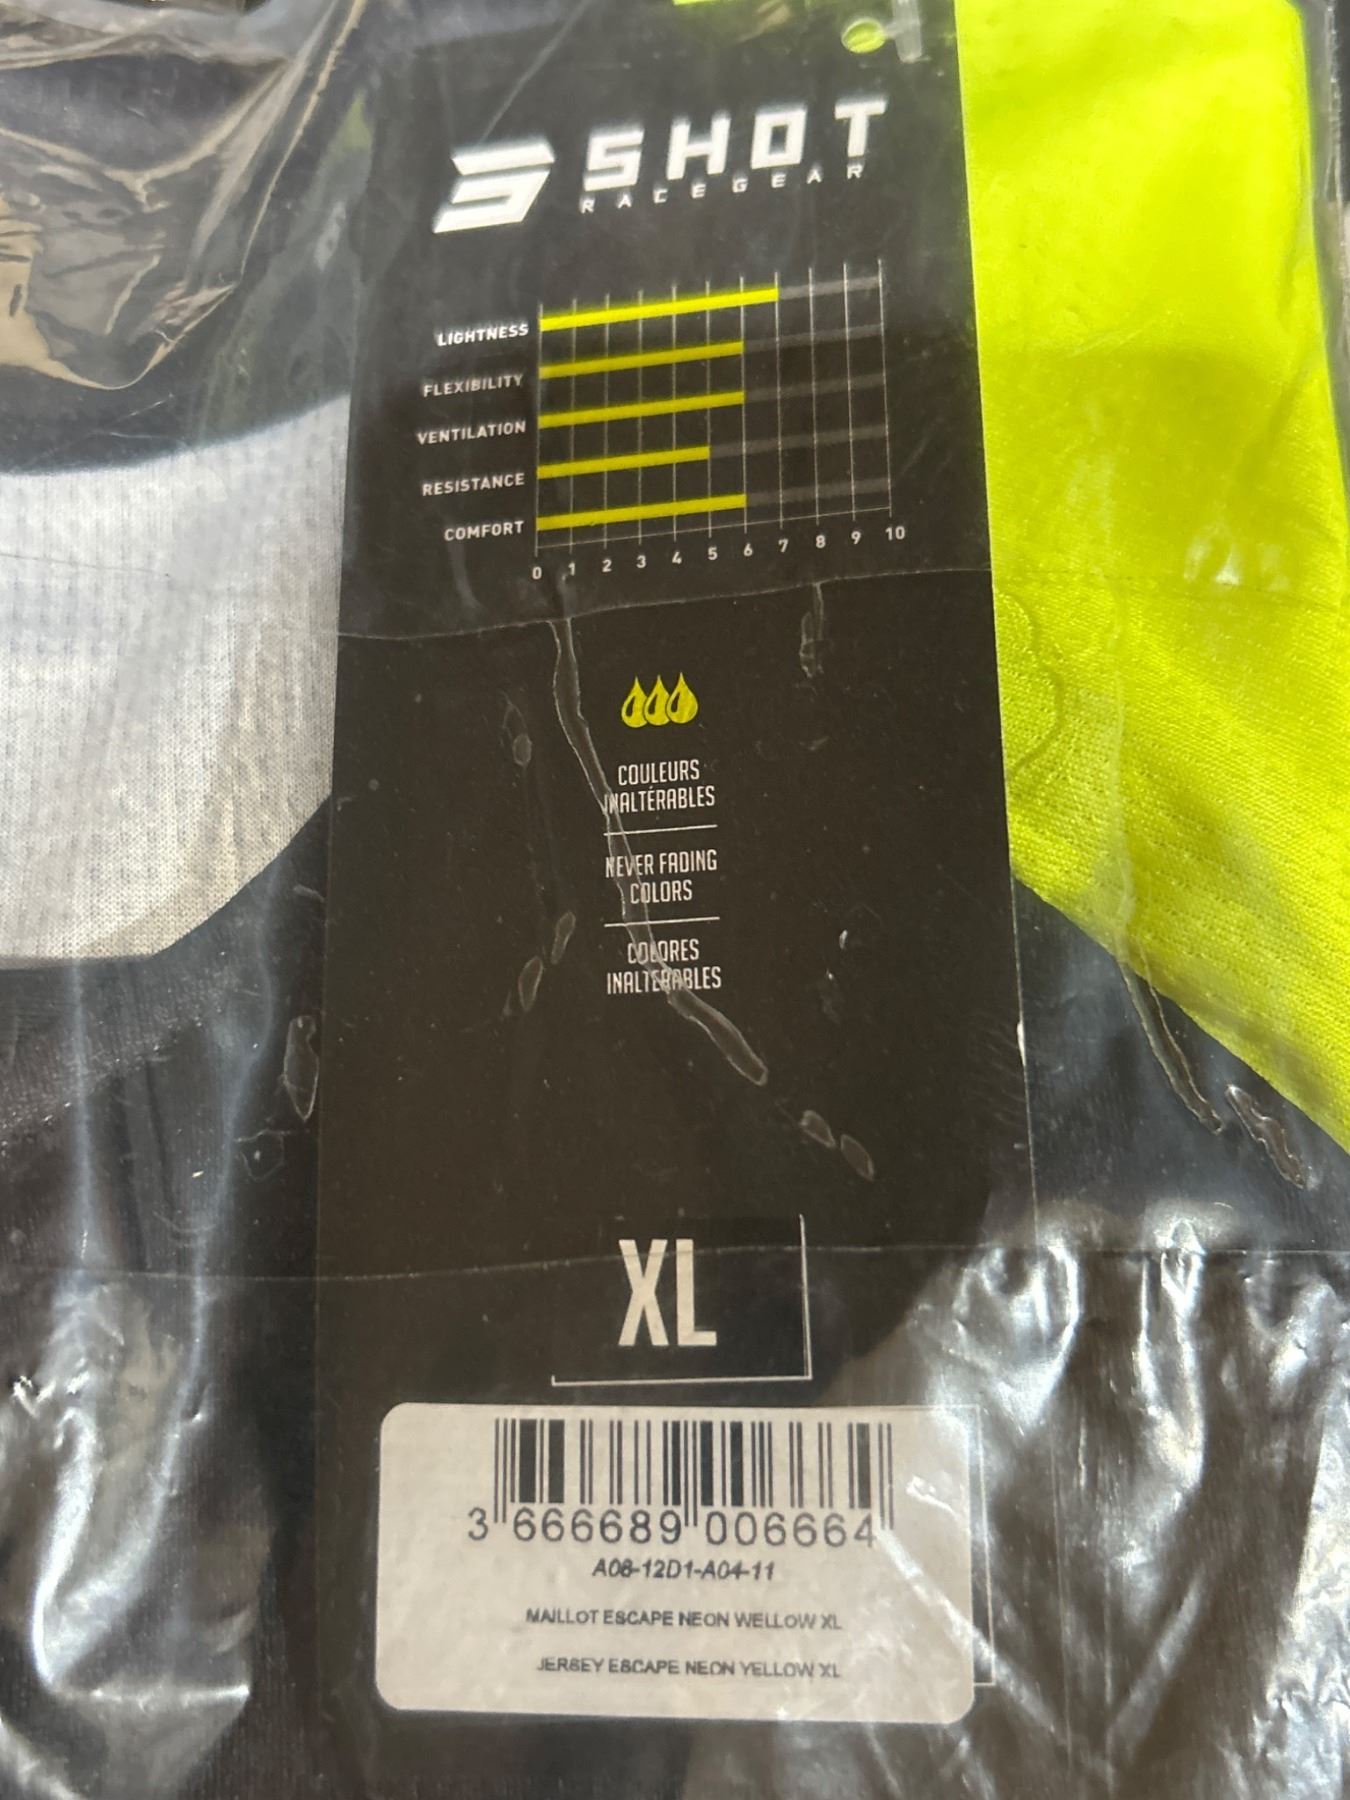 SHOT
RACEGEAR
LIGHTNESS
FLEXIBILITY
VENTILATION
RESISTANCE
COMFORT
0 1 2 3 4 5 6 7 8 9 10
COULEURS
INALTÉRABLES
NEVER FADING
COLORS
COLORES
INALTERABLES
XL
3 666689 006664
A08-12D1-A04-11
MAILLOT ESCAPE NEON WELLOW XL
JERSEY ESCAPE NEON YELLOW XL